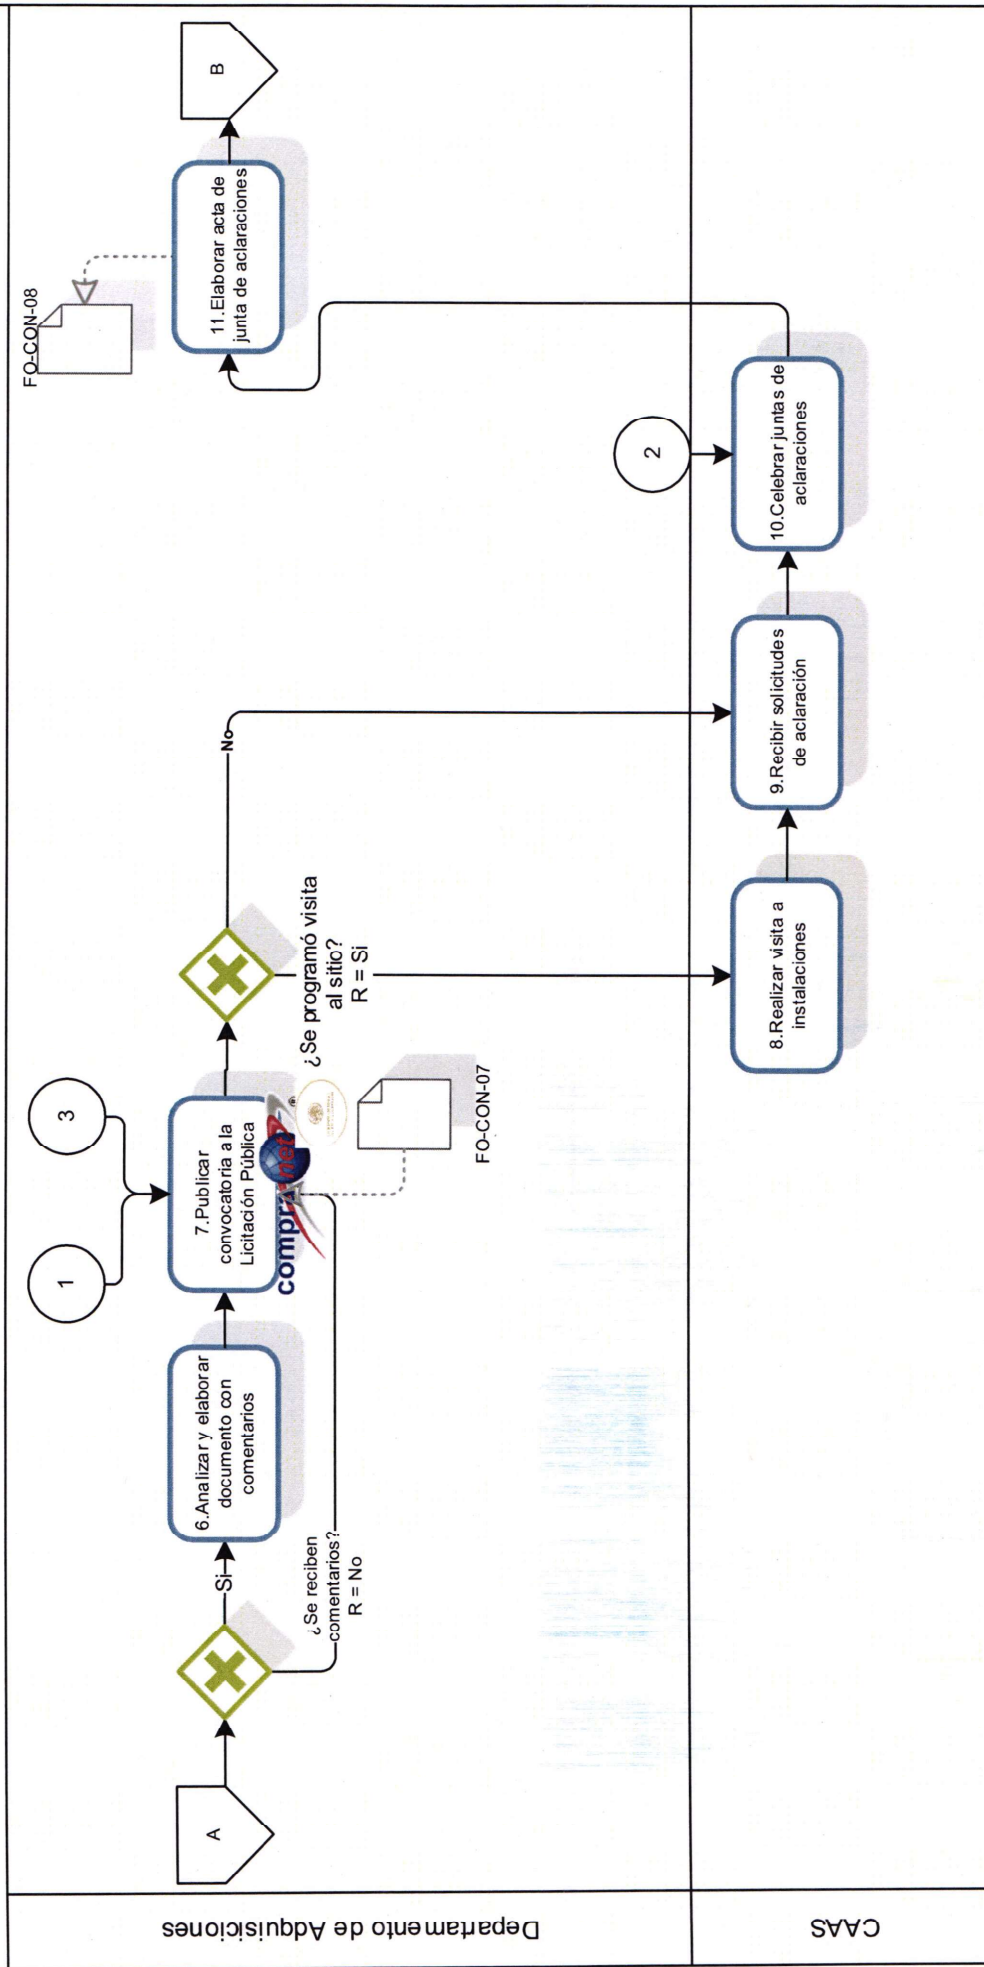 Departamento de Adquisiciones
CAAS
A
Si
¿Se reciben
comentarios?
R = No
6.Analizar y elaborar
documento con
comentarios
1
3
7.Publicar
convocatoria a la
Licitación Pública
compranet
FO-CON-07
¿Se programó visita
al sitio?
R = Si
No
8.Realizar visita a
instalaciones
9.Recibir solicitudes
de aclaración
2
10.Celebrar juntas de
aclaraciones
11.Elaborar acta de
junta de aclaraciones
FO-CON-08
B